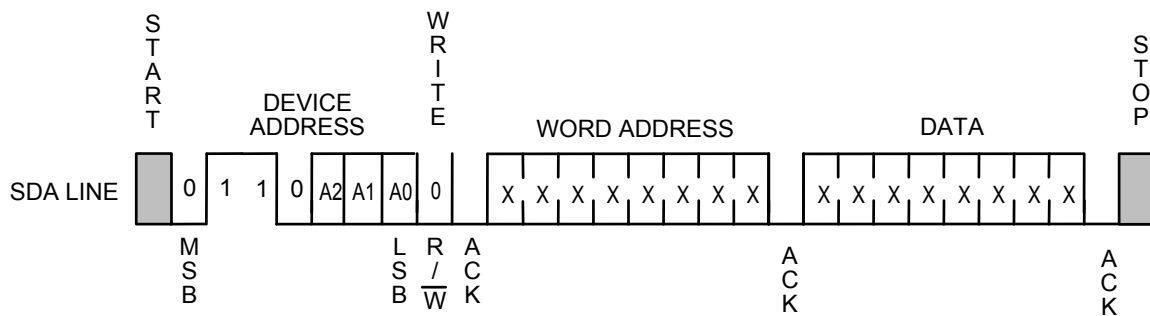 START
WRITE
STOP
DEVICE
ADDRESS
WORD ADDRESS
DATA
SDA LINE
0 1 1 0 A2 A1 A0 0
X X X X X X X X
X X X X X X X X
MSB
LSB
R/W̅
ACK
ACK
ACK